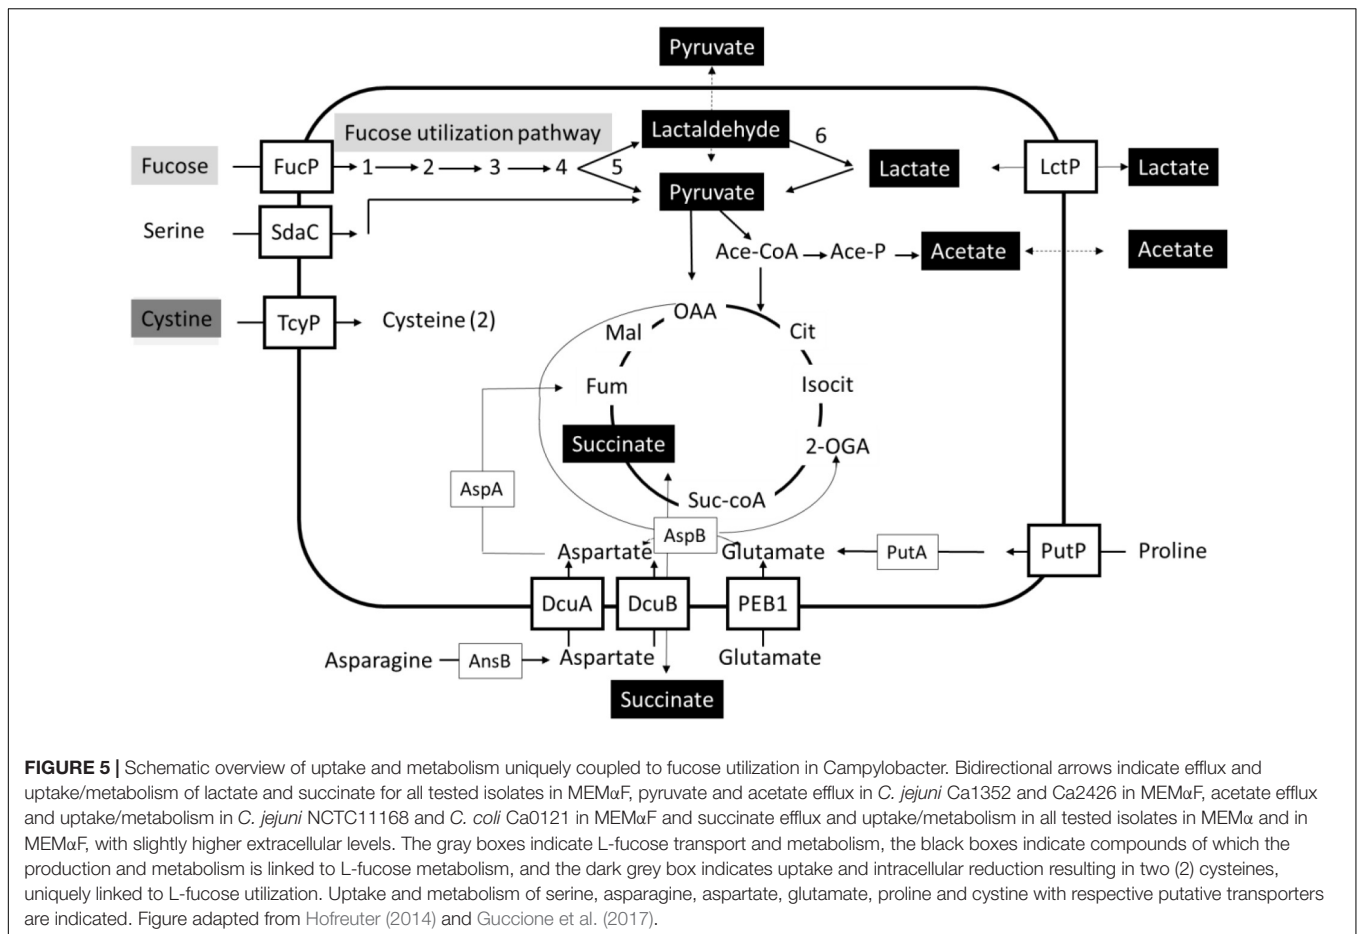 Pyruvate
Fucose utilization pathway
Lactaldehyde
6
Fucose
FucP
1
2
3
4
5
Lactate
LctP
Lactate
Pyruvate
Serine
SdaC
Ace-CoA
Ace-P
Acetate
Acetate
Cystine
TcyP
Cysteine (2)
OAA
Mal
Cit
Fum
Isocit
Succinate
2-OGA
AspA
Suc-coA
AspB
Aspartate
Glutamate
PutA
PutP
Proline
DcuA
DcuB
PEB1
Asparagine
AnsB
Aspartate
Glutamate
Succinate
FIGURE 5 | Schematic overview of uptake and metabolism uniquely coupled to fucose utilization in Campylobacter. Bidirectional arrows indicate efflux and
uptake/metabolism of lactate and succinate for all tested isolates in MEMαF, pyruvate and acetate efflux in C. jejuni Ca1352 and Ca2426 in MEMαF, acetate efflux
and uptake/metabolism in C. jejuni NCTC11168 and C. coli Ca0121 in MEMαF and succinate efflux and uptake/metabolism in all tested isolates in MEMα and in
MEMαF, with slightly higher extracellular levels. The gray boxes indicate L-fucose transport and metabolism, the black boxes indicate compounds of which the
production and metabolism is linked to L-fucose metabolism, and the dark grey box indicates uptake and intracellular reduction resulting in two (2) cysteines,
uniquely linked to L-fucose utilization. Uptake and metabolism of serine, asparagine, aspartate, glutamate, proline and cystine with respective putative transporters
are indicated. Figure adapted from Hofreuter (2014) and Guccione et al. (2017).